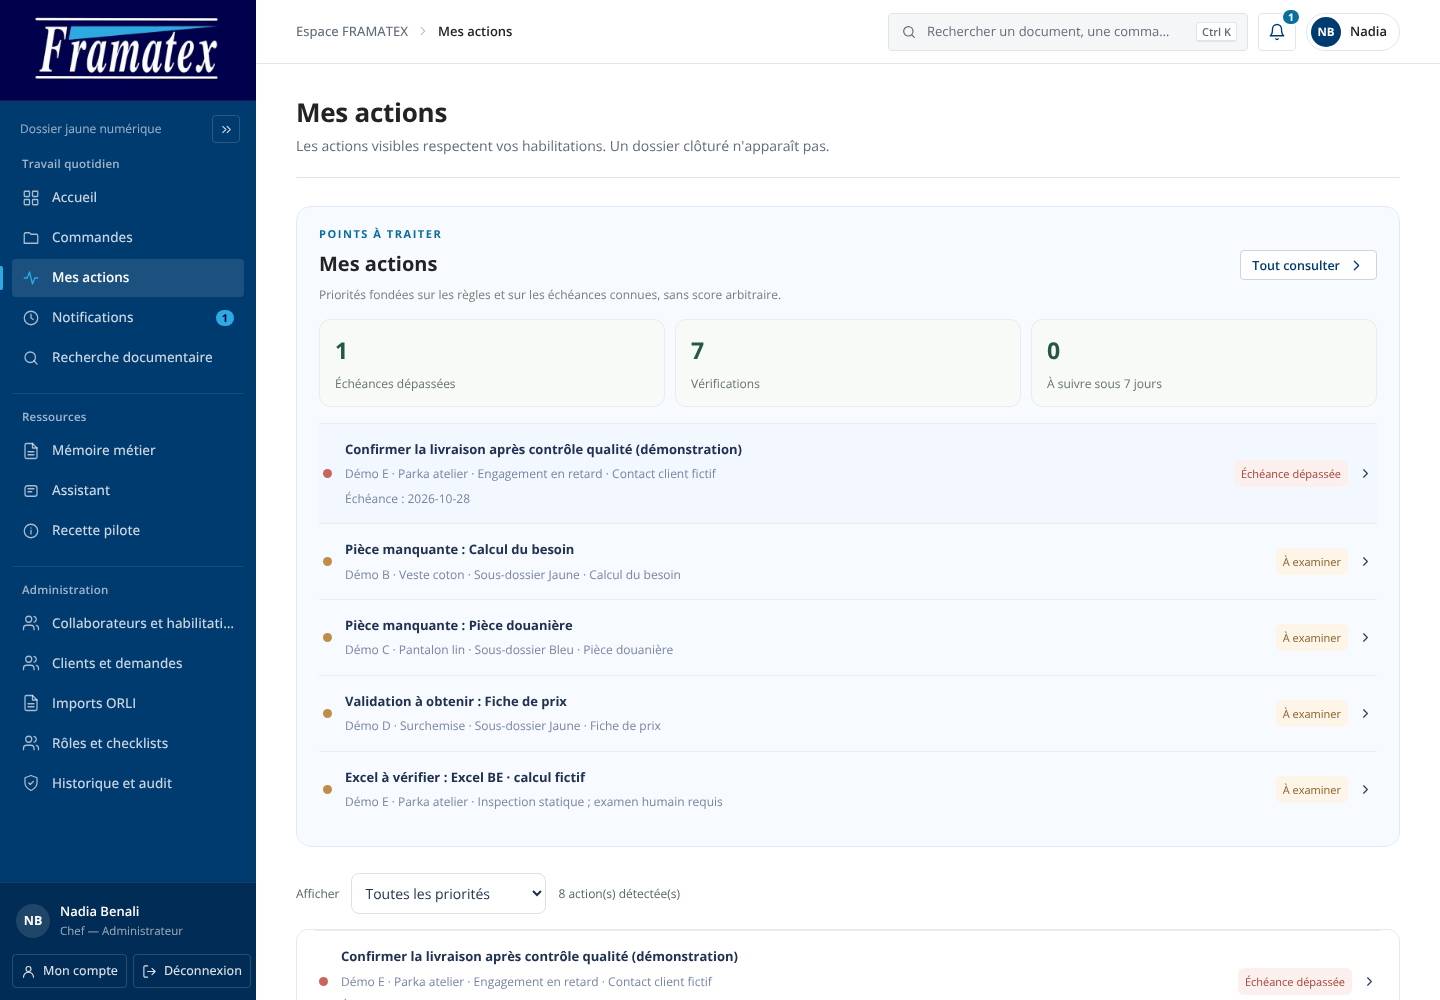 Framatex
Dossier jaune numérique
Travail quotidien
Accueil
Commandes
Mes actions
Notifications 1
Recherche documentaire
Ressources
Mémoire métier
Assistant
Recette pilote
Administration
Collaborateurs et habilitati...
Clients et demandes
Imports ORLI
Rôles et checklists
Historique et audit
NB
Nadia Benali
Chef — Administrateur
Mon compte
Déconnexion
Espace FRAMATEX Mes actions
Rechercher un document, une comma... Ctrl K
1
NB Nadia
Mes actions
Les actions visibles respectent vos habilitations. Un dossier clôturé n'apparaît pas.
POINTS À TRAITER
Mes actions
Tout consulter
Priorités fondées sur les règles et sur les échéances connues, sans score arbitraire.
1
Échéances dépassées
7
Vérifications
0
À suivre sous 7 jours
Confirmer la livraison après contrôle qualité (démonstration)
Démo E · Parka atelier · Engagement en retard · Contact client fictif
Échéance : 2026-10-28
Échéance dépassée
Pièce manquante : Calcul du besoin
Démo B · Veste coton · Sous-dossier Jaune · Calcul du besoin
À examiner
Pièce manquante : Pièce douanière
Démo C · Pantalon lin · Sous-dossier Bleu · Pièce douanière
À examiner
Validation à obtenir : Fiche de prix
Démo D · Surchemise · Sous-dossier Jaune · Fiche de prix
À examiner
Excel à vérifier : Excel BE · calcul fictif
Démo E · Parka atelier · Inspection statique ; examen humain requis
À examiner
Afficher Toutes les priorités 8 action(s) détectée(s)
Confirmer la livraison après contrôle qualité (démonstration)
Démo E · Parka atelier · Engagement en retard · Contact client fictif
Échéance dépassée